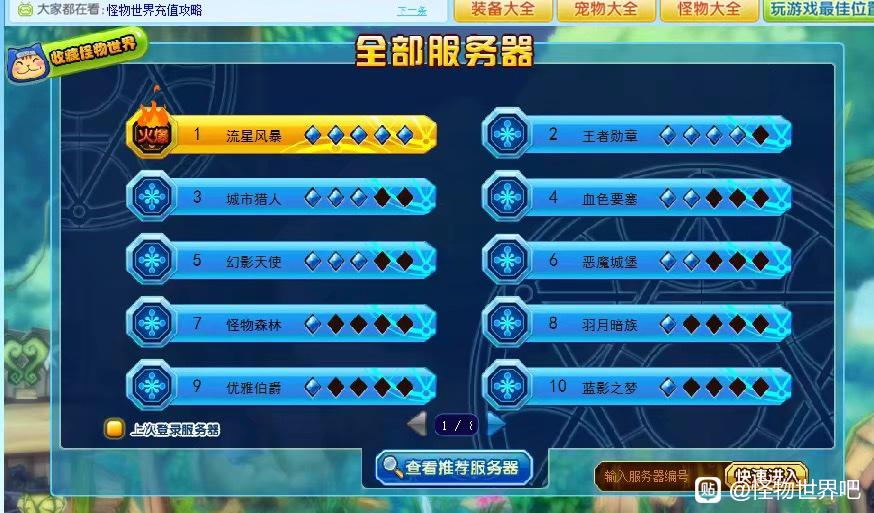 大家都在看：怪物世界充值攻略 下一条 装备大全 宠物大全 怪物大全 玩游戏最佳位置
收藏怪物世界
全部服务器
火爆 1 流星风暴
2 王者勋章
3 城市猎人
4 血色要塞
5 幻影天使
6 恶魔城堡
7 怪物森林
8 羽月暗族
9 优雅伯爵
10 蓝影之梦
上次登录服务器
1 / 8
查看推荐服务器
输入服务器编号 快速进入
贴 @怪物世界吧